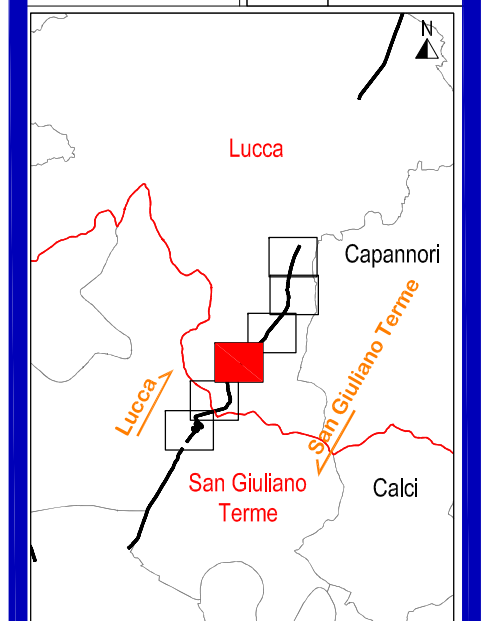 N
Lucca
Capannori
San Giuliano Terme
Lucca
San Giuliano
Terme
Calci